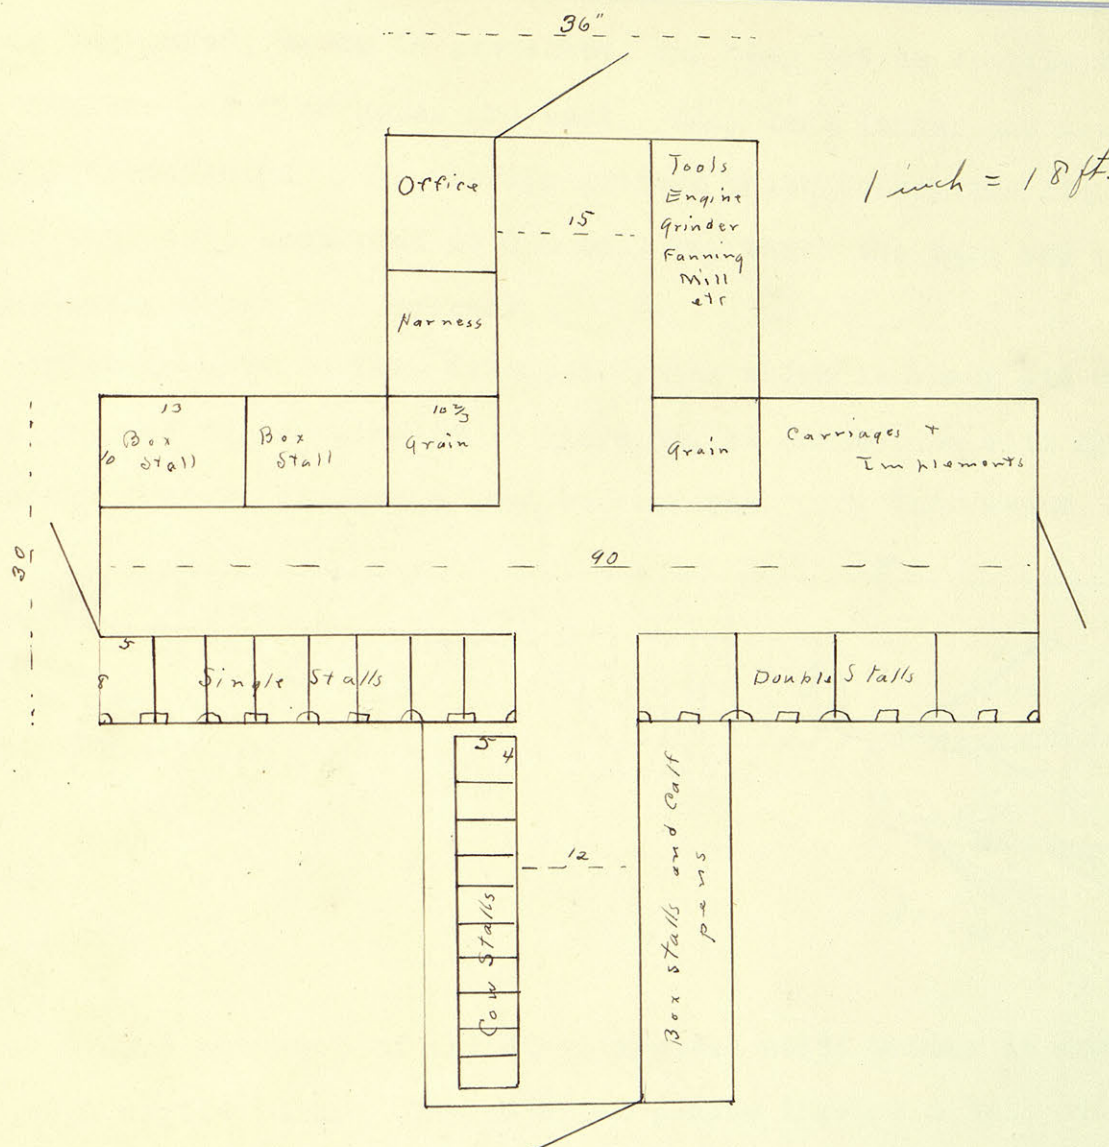 36"
1 inch = 18 ft.
Office
Tools
Engine
Grinder
Fanning
Mill
etc
15
Harness
13
Box
Stall
10
Box
Stall
10 2/3
Grain
Grain
Carriages +
Implements
30
90
5
8
Single Stalls
Double Stalls
5
4
Cow Stalls
12
Box stalls and Calf
pens